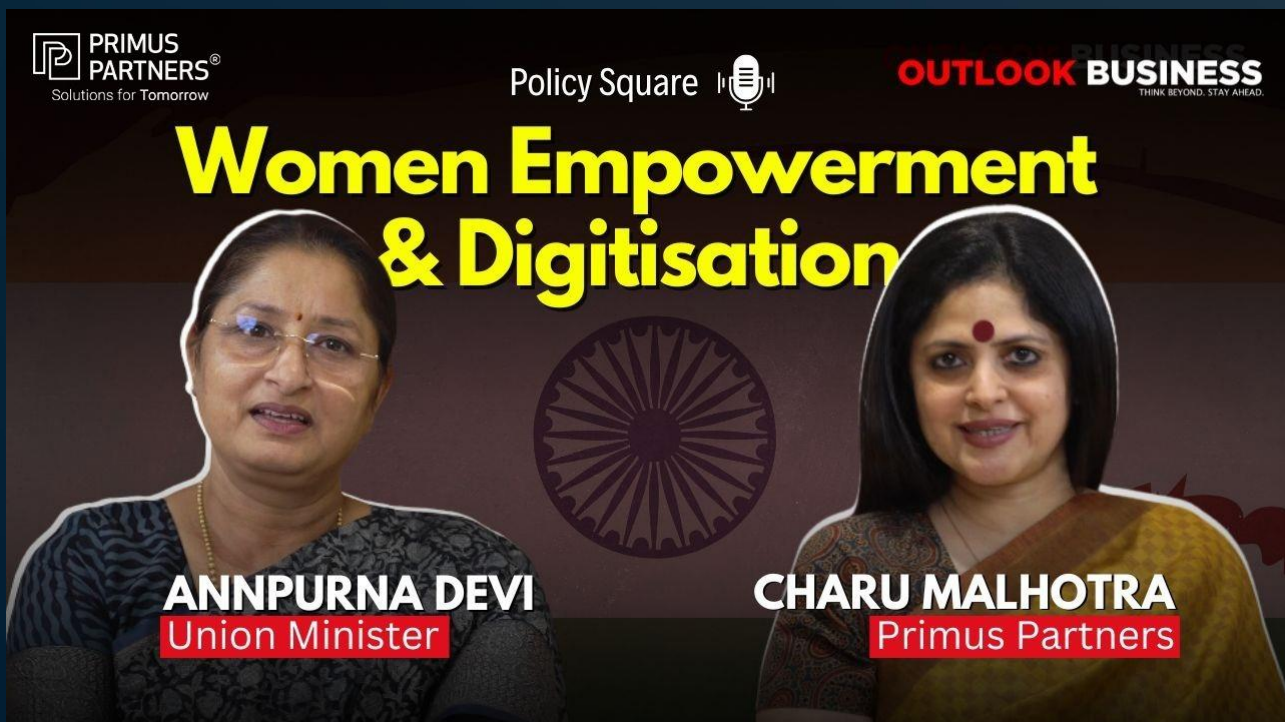 PRIMUS
PARTNERS®
Solutions for Tomorrow
Policy Square
OUTLOOK BUSINESS
THINK BEYOND. STAY AHEAD.
Women Empowerment
& Digitisation
ANNPURNA DEVI
Union Minister
CHARU MALHOTRA
Primus Partners